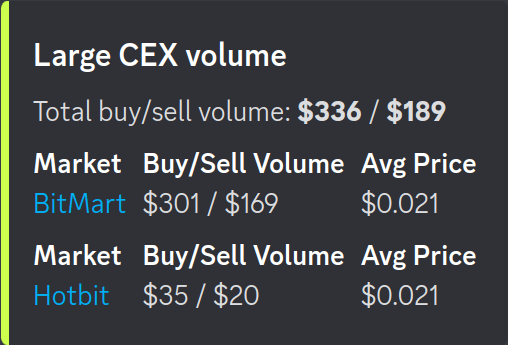 Large CEX volume
Total buy/sell volume: $336 / $189
Market Buy/Sell Volume Avg Price
BitMart $301 / $169 $0.021
Market Buy/Sell Volume Avg Price
Hotbit $35 / $20 $0.021